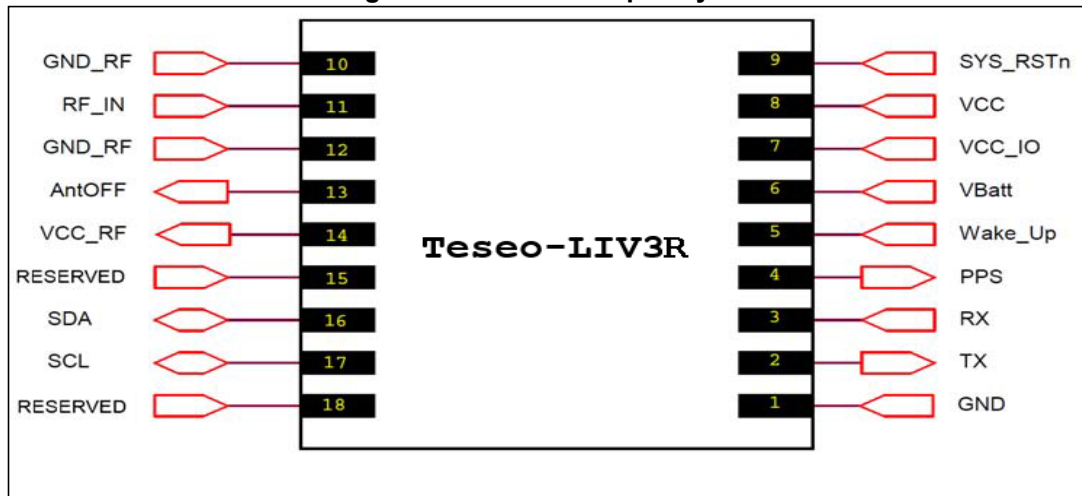 GND_RF 10 9 SYS_RSTn
RF_IN 11 8 VCC
GND_RF 12 7 VCC_IO
AntOFF 13 6 VBatt
VCC_RF 14 5 Wake_Up
Teseo-LIV3R
RESERVED 15 4 PPS
SDA 16 3 RX
SCL 17 2 TX
RESERVED 18 1 GND